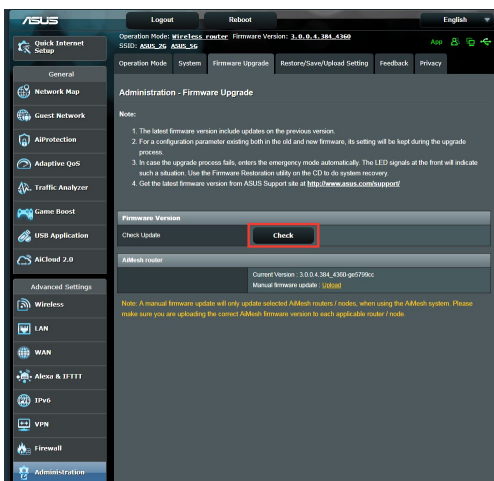 ASUS
Logout
Reboot
English
Operation Mode: Wireless router Firmware Version: 3.0.0.4.384_4360
SSID: ASUS_2G ASUS_5G
App
Quick Internet
Setup
Operation Mode
System
Firmware Upgrade
Restore/Save/Upload Setting
Feedback
Privacy
General
Network Map
Guest Network
AiProtection
Adaptive QoS
Traffic Analyzer
Game Boost
USB Application
AiCloud 2.0
Advanced Settings
Wireless
LAN
WAN
Alexa & IFTTT
IPv6
VPN
Firewall
Administration
Administration - Firmware Upgrade
Note:
1. The latest firmware version include updates on the previous version.
2. For a configuration parameter existing both in the old and new firmware, its setting will be kept during the upgrade
process.
3. In case the upgrade process fails, enters the emergency mode automatically. The LED signals at the front will indicate
such a situation. Use the Firmware Restoration utility on the CD to do system recovery.
4. Get the latest firmware version from ASUS Support site at http://www.asus.com/support/
Firmware Version
Check Update
Check
AiMesh router
Current Version : 3.0.0.4.384_4360-ge5799cc
Manual firmware update : Upload
Note: A manual firmware update will only update selected AiMesh routers / nodes, when using the AiMesh system. Please
make sure you are uploading the correct AiMesh firmware version to each applicable router / node.